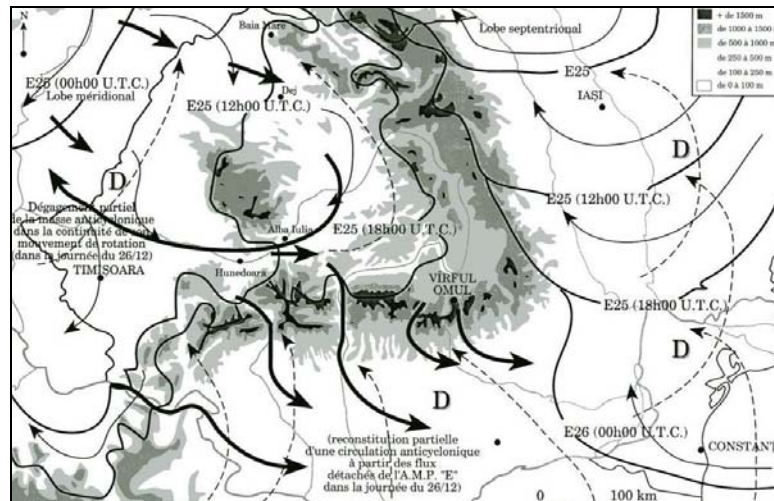 N
Baia Mare
Lobe septentrional
+ de 1500 m
de 1000 à 1500 m
de 500 à 1000 m
de 250 à 500 m
de 100 à 250 m
de 0 à 100 m
E25 (00h00 U.T.C.)
Lobe méridional
E25
Dej
E25 (12h00 U.T.C.)
IAŞI
D
D
E25 (12h00 U.T.C.)
Dégagement partiel
de la masse anticyclonique
dans la continuité de son
mouvement de rotation
(dans la journée du 26/12)
TIMIŞOARA
Alba Iulia
E25 (18h00 U.T.C.)
Hunedoara
VÎRFUL
OMUL
E25 (18h00 U.T.C.)
D
D
E26 (00h00 U.T.C.)
CONSTANT
(reconstitution partielle
d'une circulation anticyclonique
à partir des flux
détachés de l'A.M.P. "E"
dans la journée du 26/12)
0 100 km